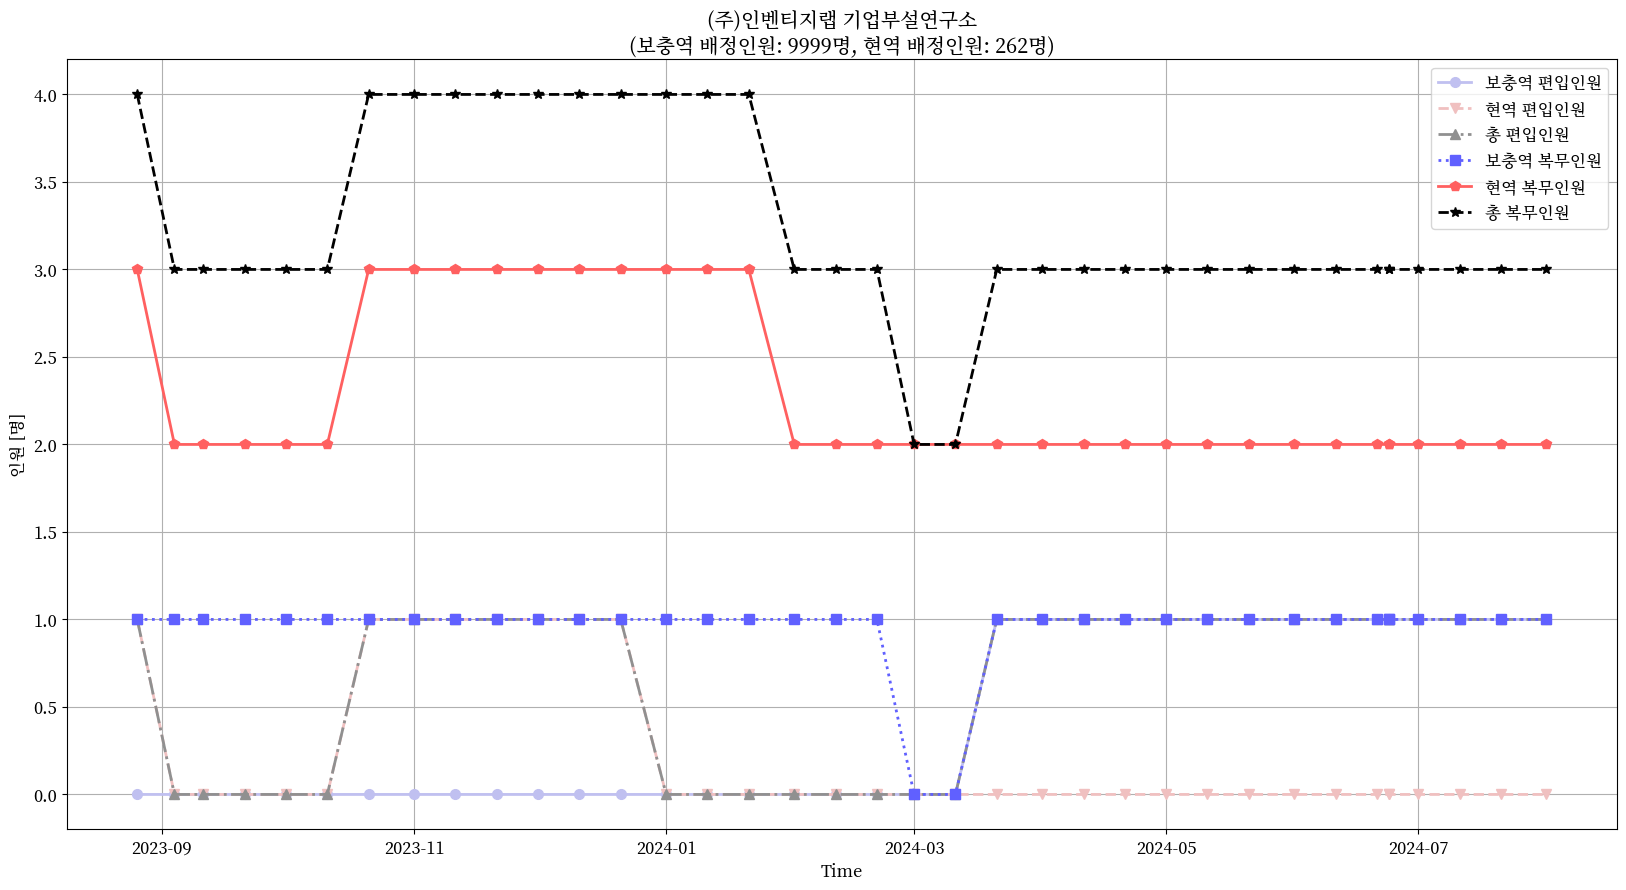 (주)인벤티지랩 기업부설연구소
(보충역 배정인원: 9999명, 현역 배정인원: 262명)
보충역 편입인원
현역 편입인원
총 편입인원
보충역 복무인원
현역 복무인원
총 복무인원
인원 [명]
4.0
3.5
3.0
2.5
2.0
1.5
1.0
0.5
0.0
2023-09
2023-11
2024-01
2024-03
2024-05
2024-07
Time